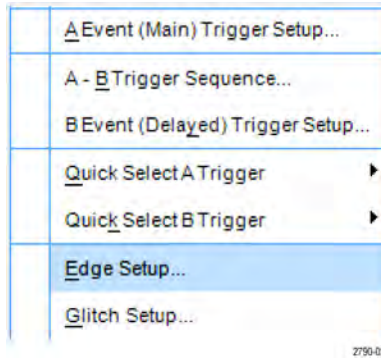 A Event (Main) Trigger Setup...
A - B Trigger Sequence...
B Event (Delayed) Trigger Setup...
Quick Select A Trigger
Quick Select B Trigger
Edge Setup...
Glitch Setup...